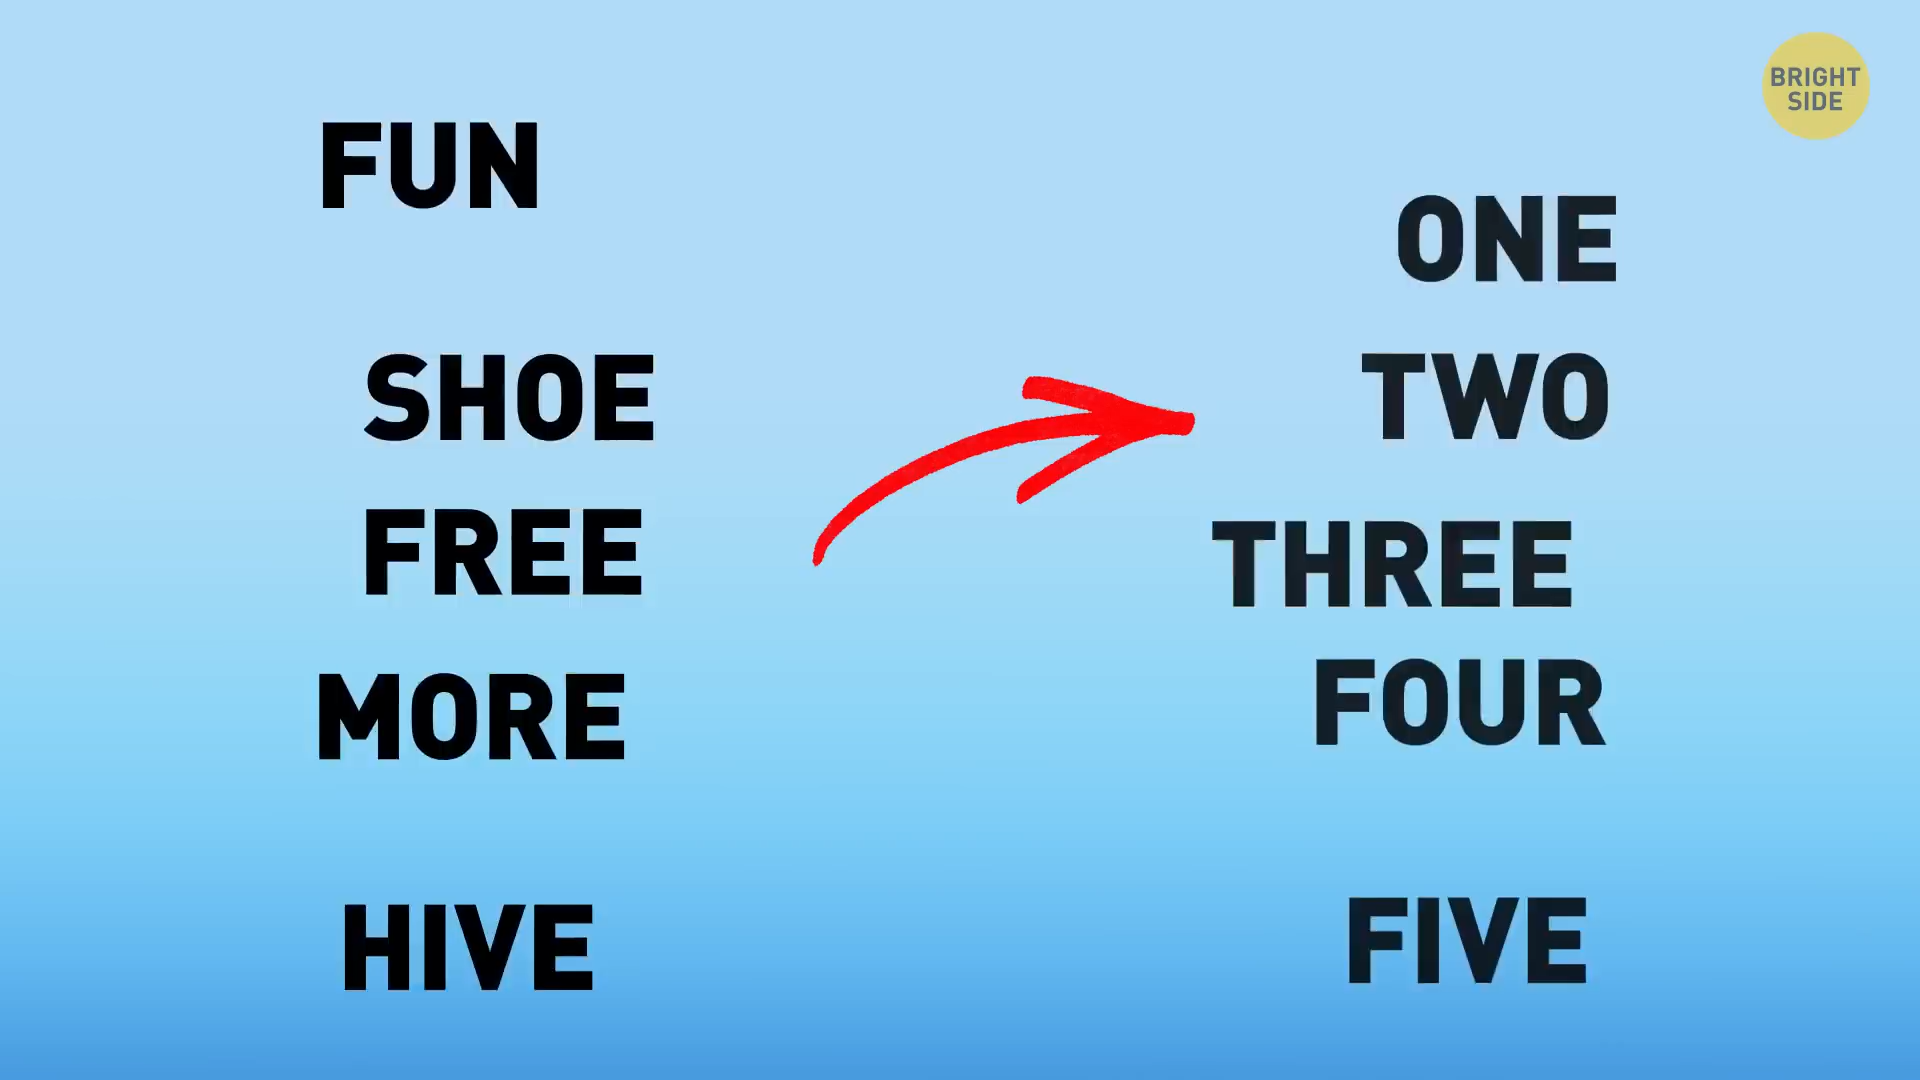 BRIGHT
SIDE
FUN
SHOE
FREE
MORE
HIVE
ONE
TWO
THREE
FOUR
FIVE